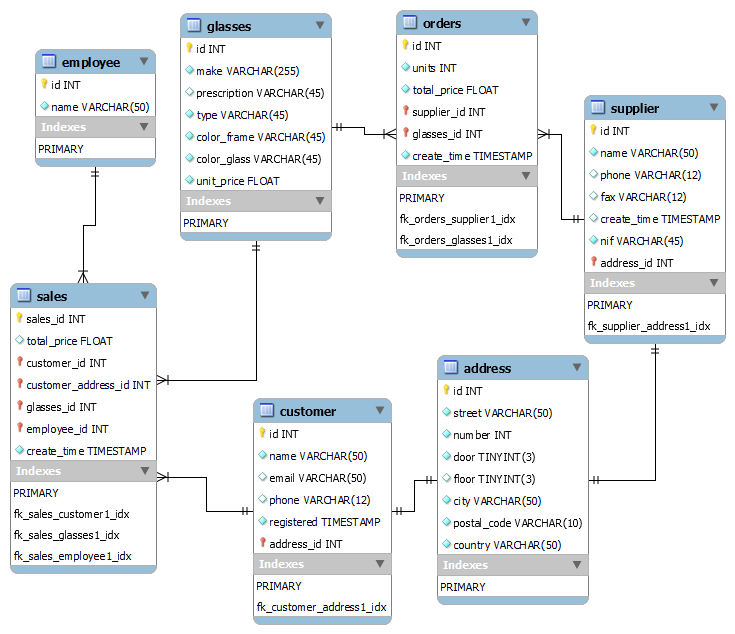 employee
id INT
name VARCHAR(50)
Indexes
PRIMARY
glasses
id INT
make VARCHAR(255)
prescription VARCHAR(45)
type VARCHAR(45)
color_frame VARCHAR(45)
color_glass VARCHAR(45)
unit_price FLOAT
Indexes
PRIMARY
orders
id INT
units INT
total_price FLOAT
supplier_id INT
glasses_id INT
create_time TIMESTAMP
Indexes
PRIMARY
fk_orders_supplier1_idx
fk_orders_glasses1_idx
supplier
id INT
name VARCHAR(50)
phone VARCHAR(12)
fax VARCHAR(12)
create_time TIMESTAMP
nif VARCHAR(45)
address_id INT
Indexes
PRIMARY
fk_supplier_address1_idx
sales
sales_id INT
total_price FLOAT
customer_id INT
customer_address_id INT
glasses_id INT
employee_id INT
create_time TIMESTAMP
Indexes
PRIMARY
fk_sales_customer1_idx
fk_sales_glasses1_idx
fk_sales_employee1_idx
customer
id INT
name VARCHAR(50)
email VARCHAR(50)
phone VARCHAR(12)
registered TIMESTAMP
address_id INT
Indexes
PRIMARY
fk_customer_address1_idx
address
id INT
street VARCHAR(50)
number INT
door TINYINT(3)
floor TINYINT(3)
city VARCHAR(50)
postal_code VARCHAR(10)
country VARCHAR(50)
Indexes
PRIMARY